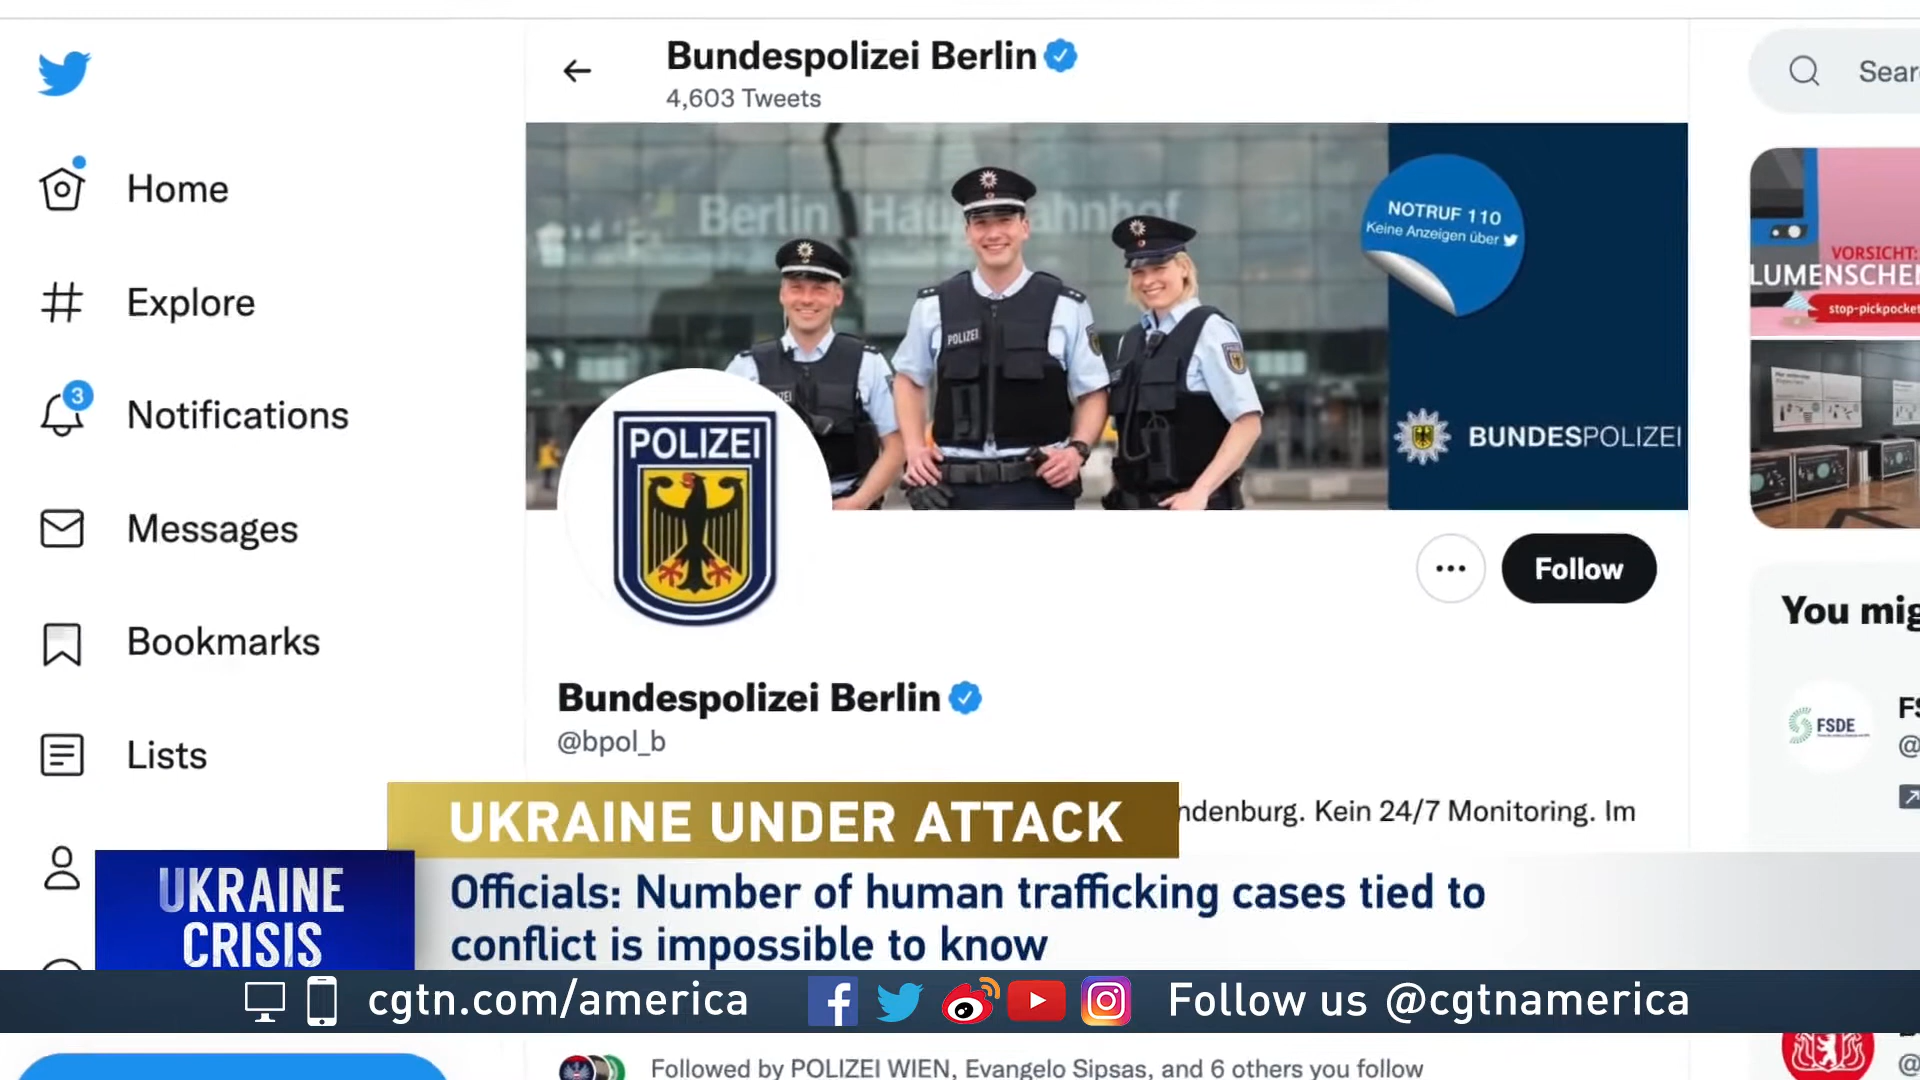 Bundespolizei Berlin
4,603 Tweets
Sear
Home
Explore
3
Notifications
Messages
Bookmarks
Lists
Berlin Hauptbahnhof
POLIZEI
NOTRUF 110
Keine Anzeigen über
BUNDESPOLIZEI
POLIZEI
VORSICHT:
LUMENSCHE
stop-pickpocket
Follow
You mig
FSDE
Bundespolizei Berlin
@bpol_b
ndenburg. Kein 24/7 Monitoring. Im
UKRAINE UNDER ATTACK
UKRAINE
CRISIS
Officials: Number of human trafficking cases tied to
conflict is impossible to know
cgtn.com/america
Follow us @cgtnamerica
Followed by POLIZEI WIEN, Evangelo Sipsas, and 6 others you follow